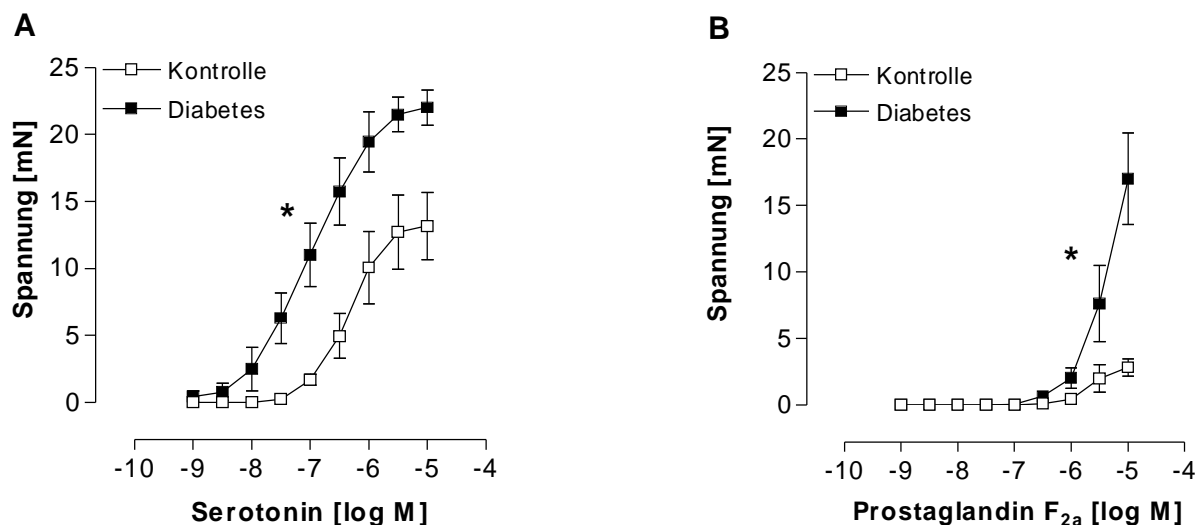 A
Kontrolle
Diabetes
Spannung [mN]
25
20
15
10
5
0
*
-10 -9 -8 -7 -6 -5 -4
Serotonin [log M]
B
Kontrolle
Diabetes
Spannung [mN]
25
20
15
10
5
0
*
-10 -9 -8 -7 -6 -5 -4
Prostaglandin F2a [log M]